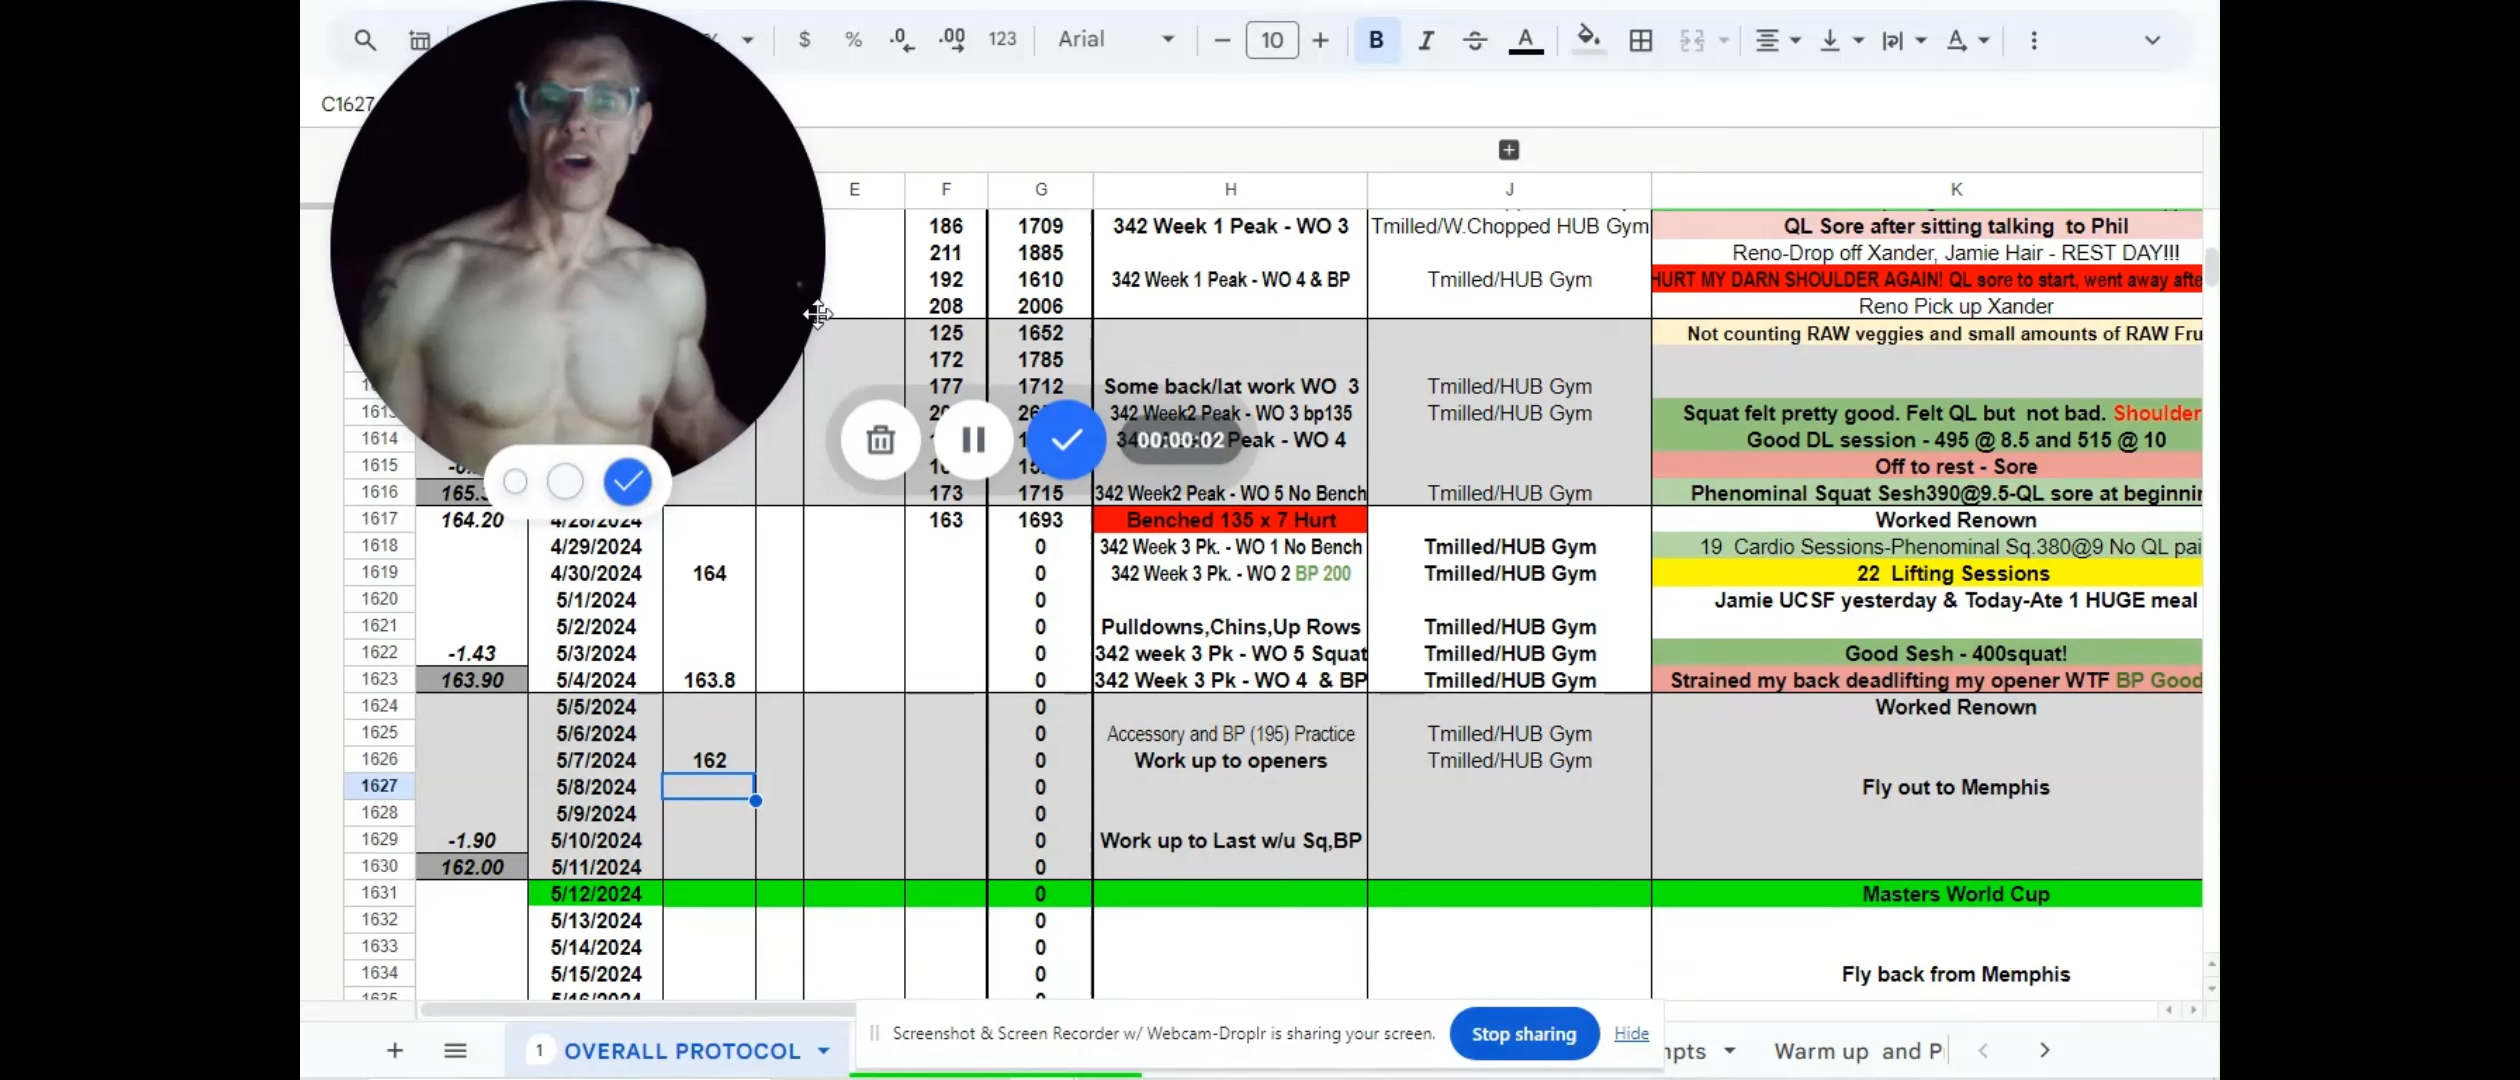 $ % .0 .00 123 Arial 10 B I S A
C1627
E F G H J K
186 1709 342 Week 1 Peak - WO 3 Tmilled/W.Chopped HUB Gym QL Sore after sitting talking to Phil
211 1885 Reno-Drop off Xander, Jamie Hair - REST DAY!!!
192 1610 342 Week 1 Peak - WO 4 & BP Tmilled/HUB Gym HURT MY DARN SHOULDER AGAIN! QL sore to start, went away afte
208 2006 Reno Pick up Xander
125 1652 Not counting RAW veggies and small amounts of RAW Fru
172 1785
177 1712 Some back/lat work WO 3 Tmilled/HUB Gym
1613 342 Week2 Peak - WO 3 bp135 Tmilled/HUB Gym Squat felt pretty good. Felt QL but not bad. Shoulder
1614 Peak - WO 4 Good DL session - 495 @ 8.5 and 515 @ 10
00:00:02
1615 Off to rest - Sore
1616 173 1715 342 Week2 Peak - WO 5 No Bench Tmilled/HUB Gym Phenominal Squat Sesh390@9.5-QL sore at beginnin
1617 164.20 4/28/2024 163 1693 Benched 135 x 7 Hurt Worked Renown
1618 4/29/2024 0 342 Week 3 Pk. - WO 1 No Bench Tmilled/HUB Gym 19 Cardio Sessions-Phenominal Sq.380@9 No QL pai
1619 4/30/2024 164 0 342 Week 3 Pk. - WO 2 BP 200 Tmilled/HUB Gym 22 Lifting Sessions
1620 5/1/2024 0 Jamie UCSF yesterday & Today-Ate 1 HUGE meal
1621 5/2/2024 0 Pulldowns,Chins,Up Rows Tmilled/HUB Gym
1622 -1.43 5/3/2024 0 342 week 3 Pk - WO 5 Squat Tmilled/HUB Gym Good Sesh - 400squat!
1623 163.90 5/4/2024 163.8 0 342 Week 3 Pk - WO 4 & BP Tmilled/HUB Gym Strained my back deadlifting my opener WTF BP Good
1624 5/5/2024 0 Worked Renown
1625 5/6/2024 0 Accessory and BP (195) Practice Tmilled/HUB Gym
1626 5/7/2024 162 0 Work up to openers Tmilled/HUB Gym
1627 5/8/2024 0 Fly out to Memphis
1628 5/9/2024 0
1629 -1.90 5/10/2024 0 Work up to Last w/u Sq,BP
1630 162.00 5/11/2024 0
1631 5/12/2024 0 Masters World Cup
1632 5/13/2024 0
1633 5/14/2024 0
1634 5/15/2024 0 Fly back from Memphis
Screenshot & Screen Recorder w/ Webcam-Droplr is sharing your screen. Stop sharing Hide
1 OVERALL PROTOCOL mpts Warm up and P